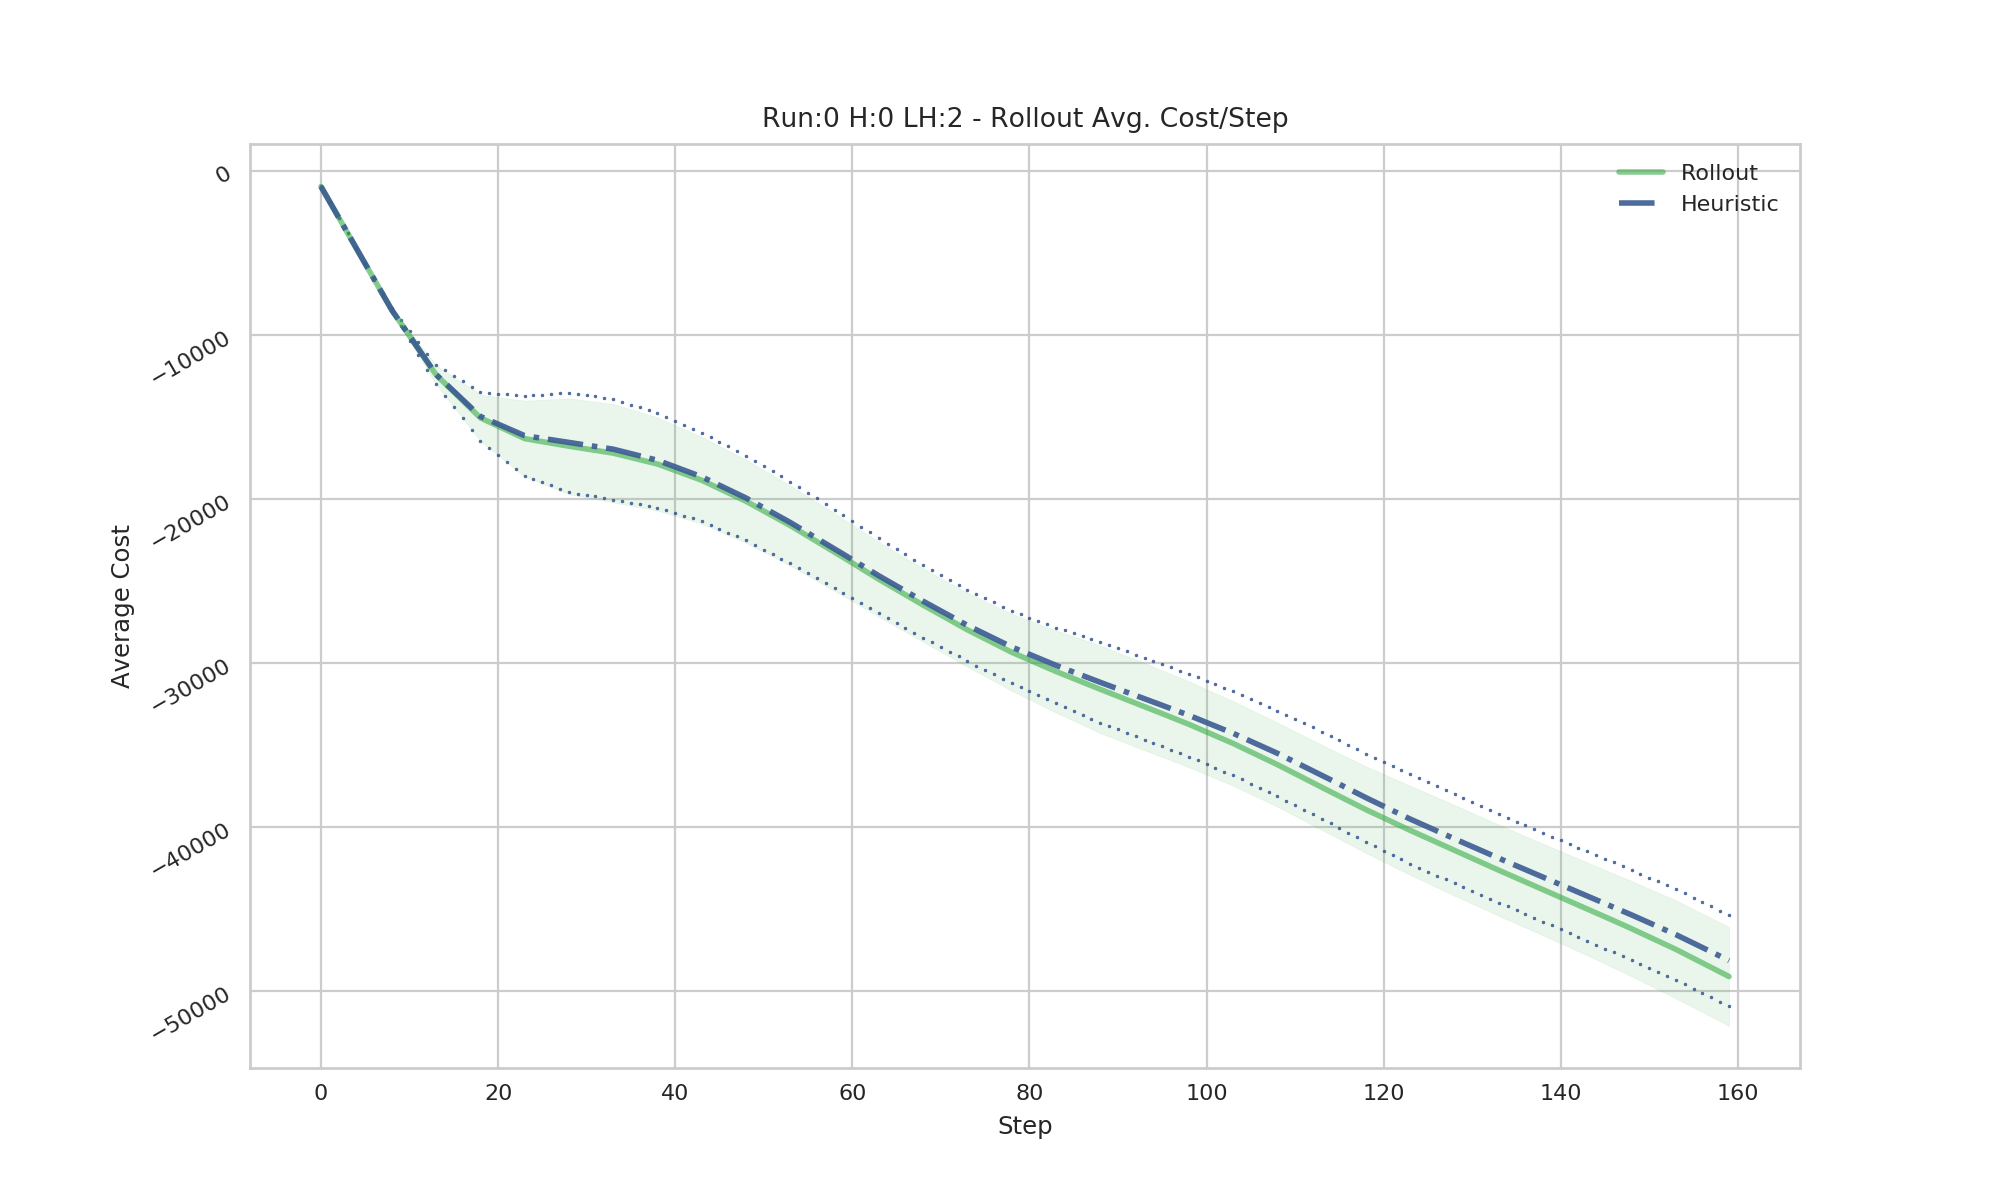 Run:0 H:0 LH:2 - Rollout Avg. Cost/Step
Rollout
Heuristic
Average Cost
0
−10000
−20000
−30000
−40000
−50000
0 20 40 60 80 100 120 140 160
Step